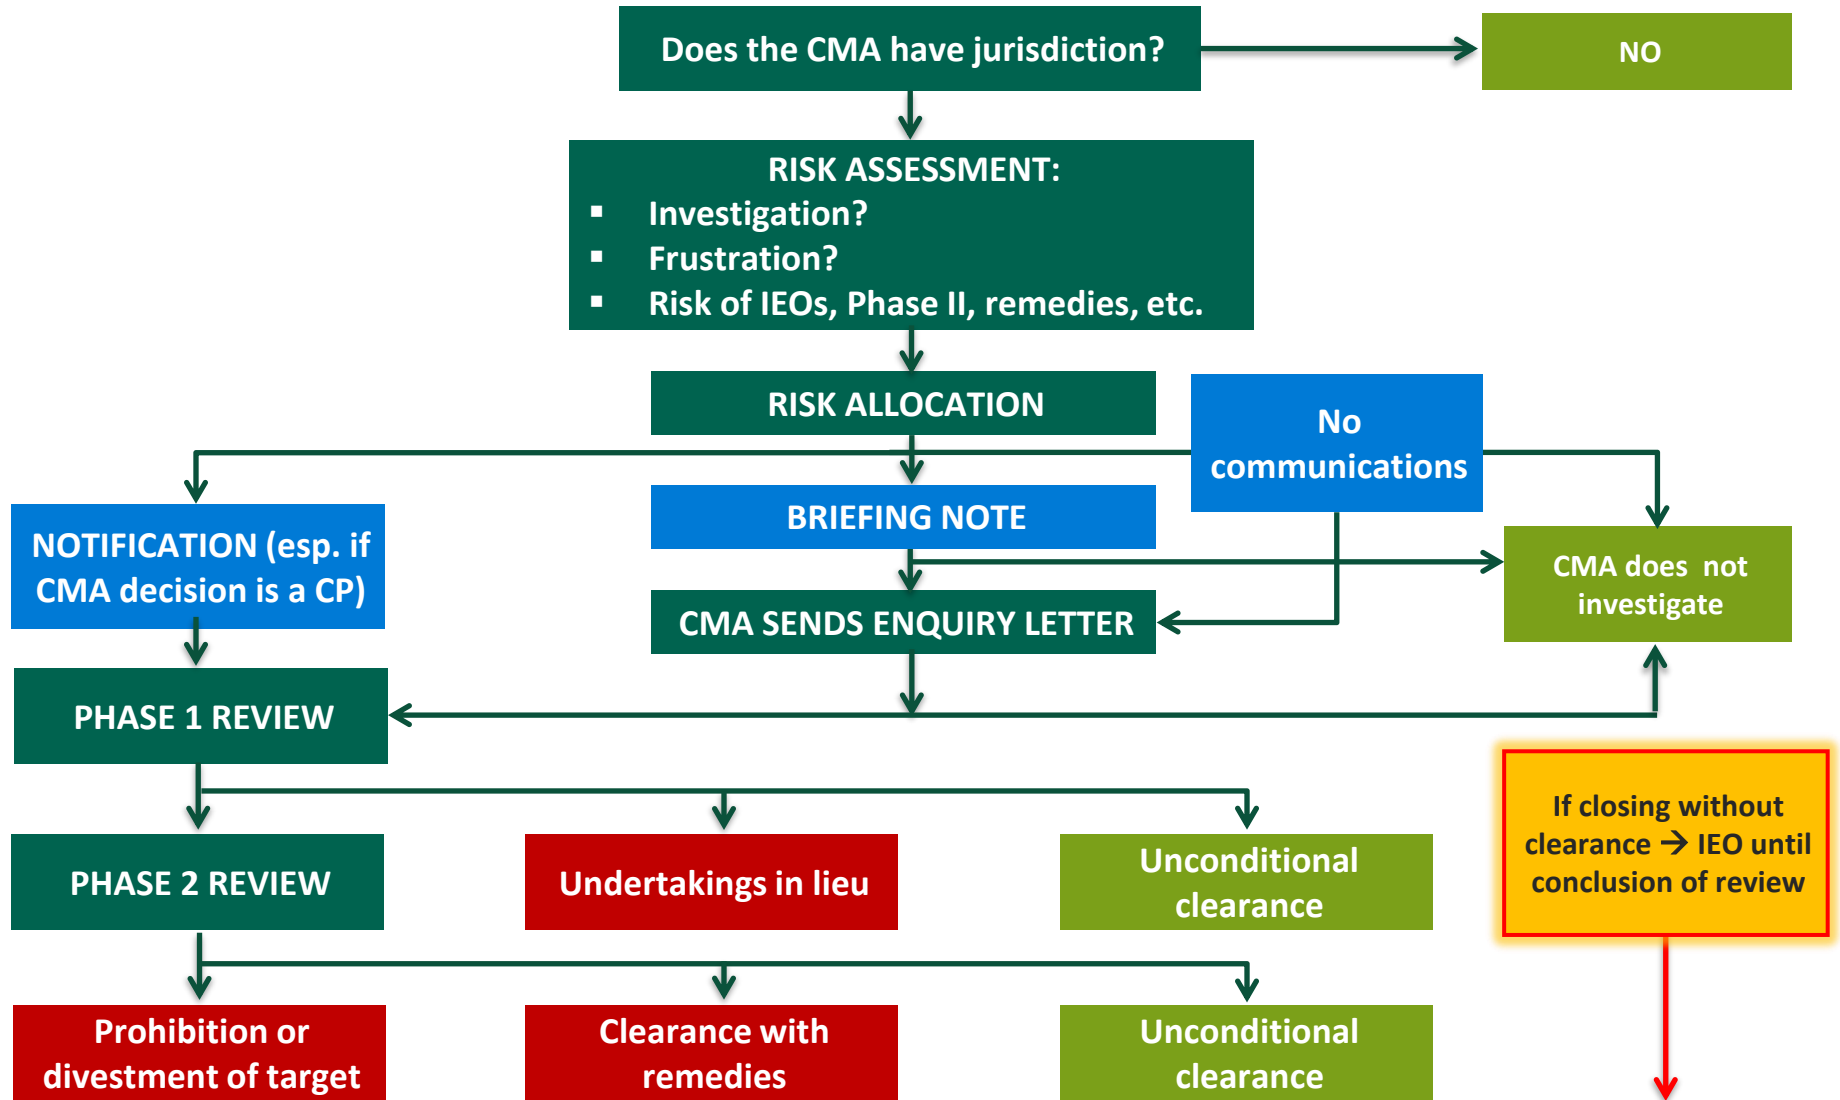 Does the CMA have jurisdiction?
NO
RISK ASSESSMENT:
▪ Investigation?
▪ Frustration?
▪ Risk of IEOs, Phase II, remedies, etc.
RISK ALLOCATION
No
communications
NOTIFICATION (esp. if
CMA decision is a CP)
BRIEFING NOTE
CMA does not
investigate
CMA SENDS ENQUIRY LETTER
PHASE 1 REVIEW
If closing without
clearance → IEO until
conclusion of review
PHASE 2 REVIEW
Undertakings in lieu
Unconditional
clearance
Prohibition or
divestment of target
Clearance with
remedies
Unconditional
clearance